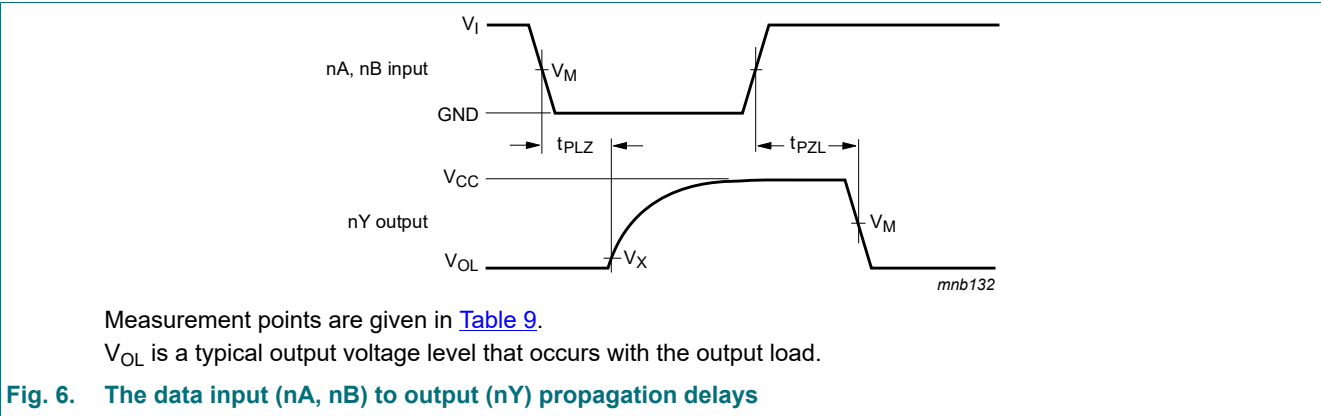 VI
nA, nB input
VM
GND
tPLZ
tPZL
VCC
nY output
VM
VOL
VX
mnb132
Measurement points are given in Table 9.
VOL is a typical output voltage level that occurs with the output load.
Fig. 6. The data input (nA, nB) to output (nY) propagation delays